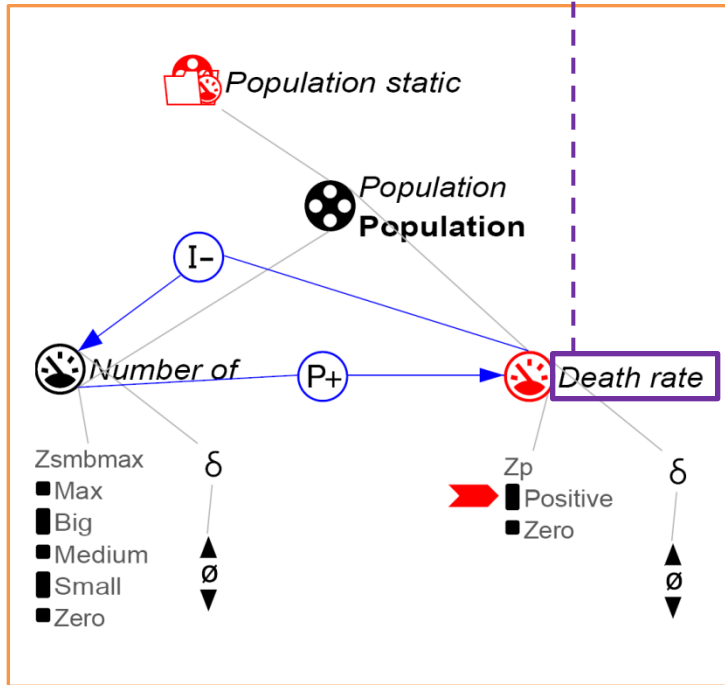 Population static
Population
Population
I-
Number of
P+
Death rate
Zsmbmax
Max
Big
Medium
Small
Zero
δ
ø
Zp
Positive
Zero
δ
ø